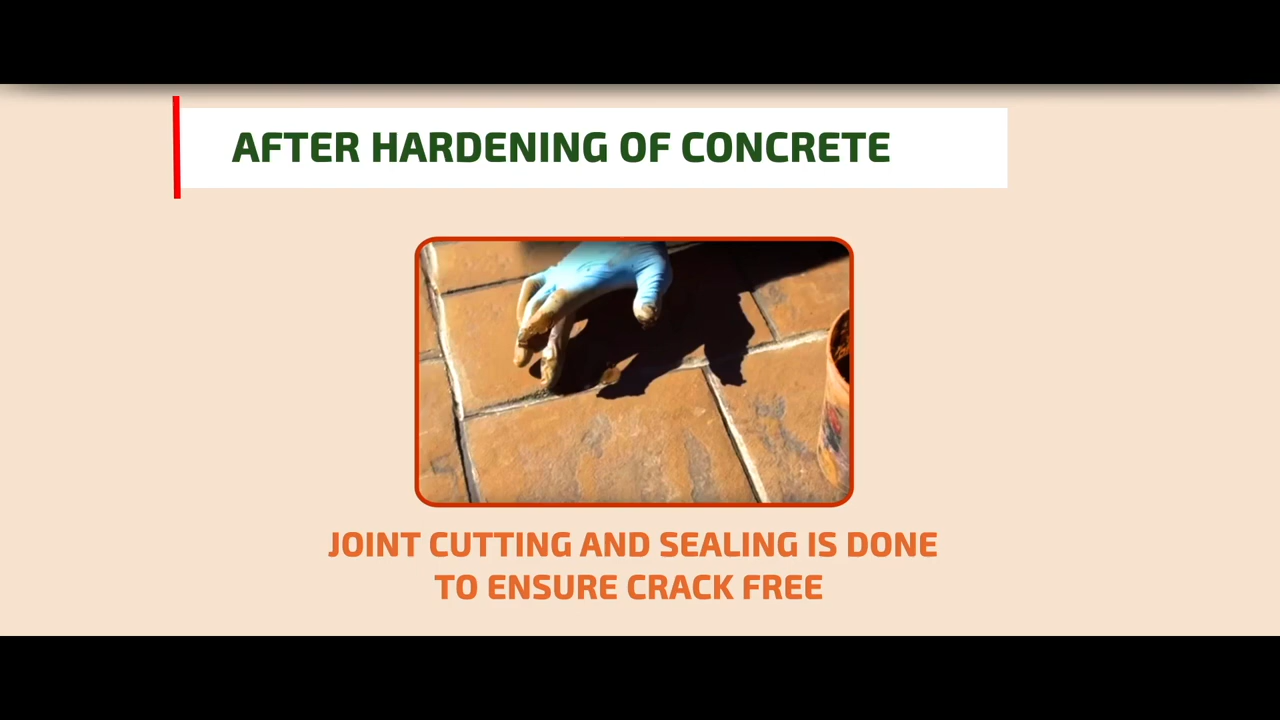 AFTER HARDENING OF CONCRETE
JOINT CUTTING AND SEALING IS DONE
TO ENSURE CRACK FREE